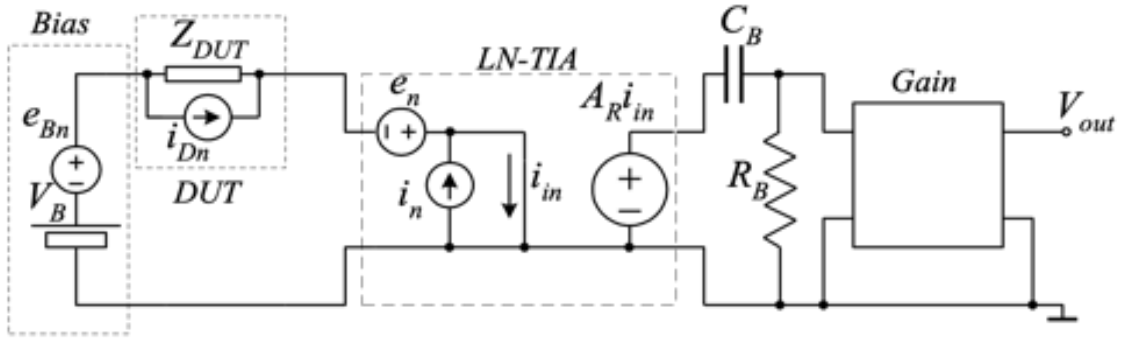 Bias
Z_DUT
LN-TIA
C_B
Gain
e_Bn
i_Dn
e_n
A_R i_in
V_out
V_B
DUT
i_n
i_in
R_B